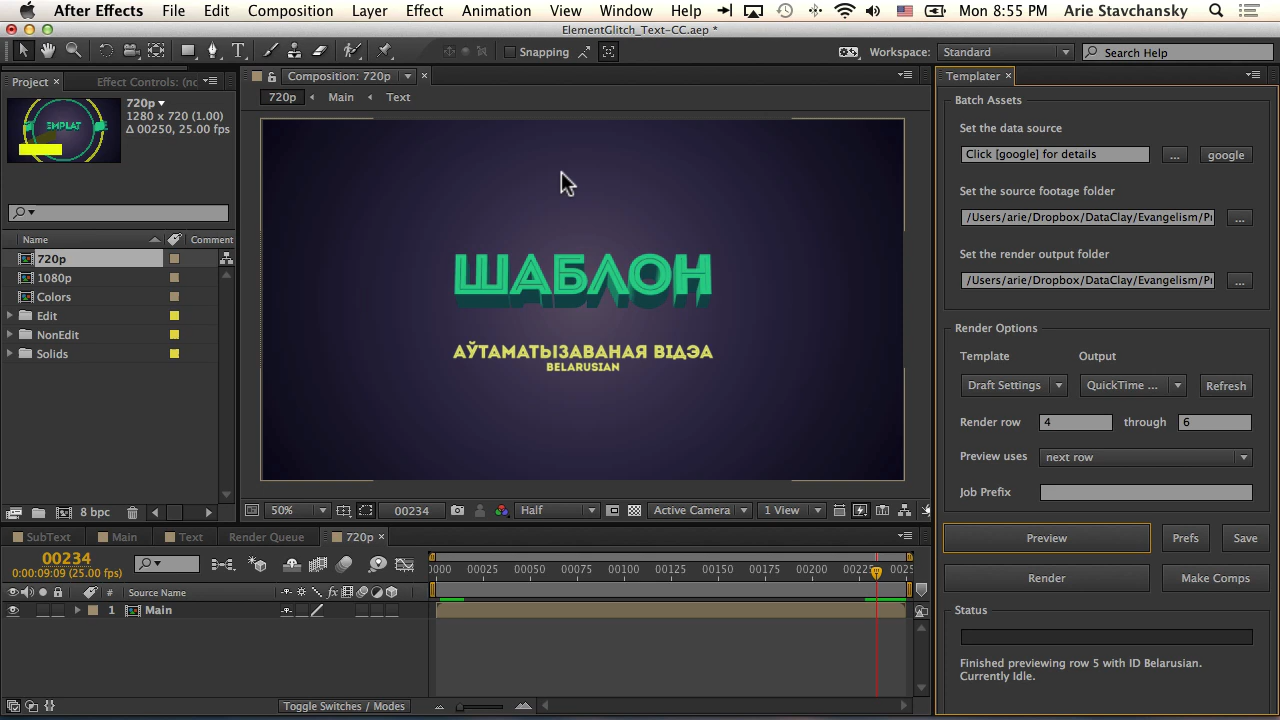 After Effects File Edit Composition Layer Effect Animation View Window Help Mon 8:55 PM Arie Stavchansky
ElementGlitch_Text-CC.aep *
Snapping Workspace: Standard Search Help
Project Effect Controls: (no
Composition: 720p
Templater
720p
1280 x 720 (1.00)
Δ 00250, 25.00 fps)
720p Main Text
Name Comment
720p
1080p
Colors
Edit
NonEdit
Solids
8 bpc
ШАБЛОН
АЎТАМАТЫЗАВАНАЯ ВІДЭА
BELARUSIAN
50% 00234 Half Active Camera 1 View
Batch Assets
Set the data source
Click [google] for details ... google
Set the source footage folder
/Users/arie/Dropbox/DataClay/Evangelism/P ...
Set the render output folder
/Users/arie/Dropbox/DataClay/Evangelism/P ...
Render Options
Template Output
Draft Settings QuickTime ... Refresh
Render row 4 through 6
Preview uses next row
Job Prefix
Preview Prefs Save
Render Make Comps
Status
Finished previewing row 5 with ID Belarusian.
Currently Idle.
SubText Main Text Render Queue 720p
00234
0:00:09:09 (25.00 fps)
0000 00025 00050 00075 00100 00125 00150 00175 00200
# Source Name
1 Main
Toggle Switches / Modes